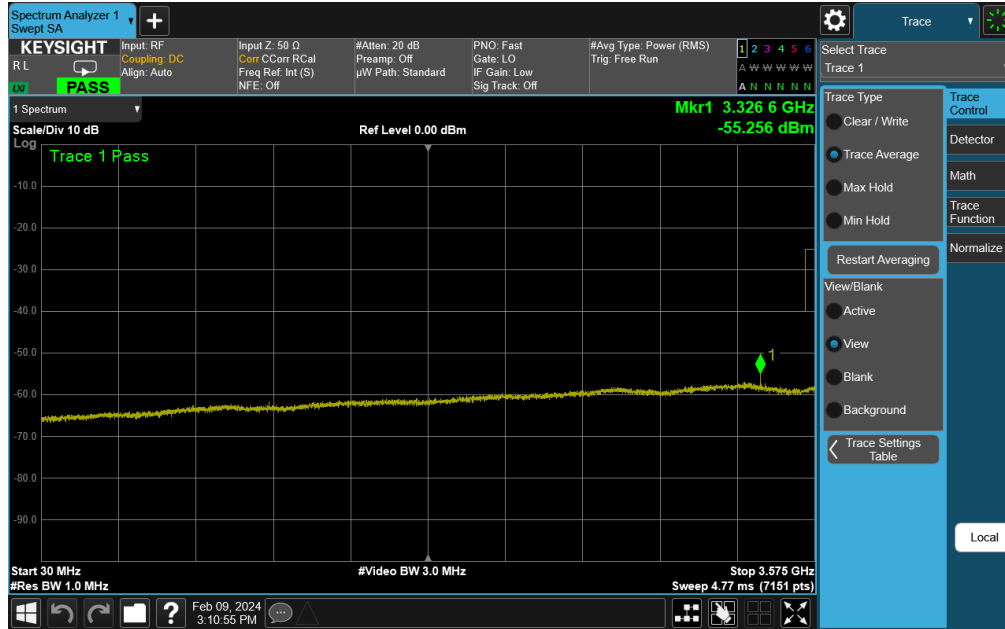 Spectrum Analyzer 1
Swept SA
KEYSIGHT
R L
LXI
PASS
Input: RF
Coupling: DC
Align: Auto
Input Z: 50 Ω
Corr CCorr RCal
Freq Ref: Int (S)
NFE: Off
#Atten: 20 dB
Preamp: Off
µW Path: Standard
PNO: Fast
Gate: LO
IF Gain: Low
Sig Track: Off
#Avg Type: Power (RMS)
Trig: Free Run
1 2 3 4 5 6
A W W W W W
A N N N N N
1 Spectrum
Scale/Div 10 dB
Ref Level 0.00 dBm
Mkr1 3.326 6 GHz
-55.256 dBm
Log
Trace 1 Pass
-10.0
-20.0
-30.0
-40.0
-50.0
-60.0
-70.0
-80.0
-90.0
1
Start 30 MHz
#Res BW 1.0 MHz
#Video BW 3.0 MHz
Stop 3.575 GHz
Sweep 4.77 ms (7151 pts)
Feb 09, 2024
3:10:55 PM
Trace
Select Trace
Trace 1
Trace Type
Clear / Write
Trace Average
Max Hold
Min Hold
Restart Averaging
View/Blank
Active
View
Blank
Background
Trace Settings
Table
Trace
Control
Detector
Math
Trace
Function
Normalize
Local